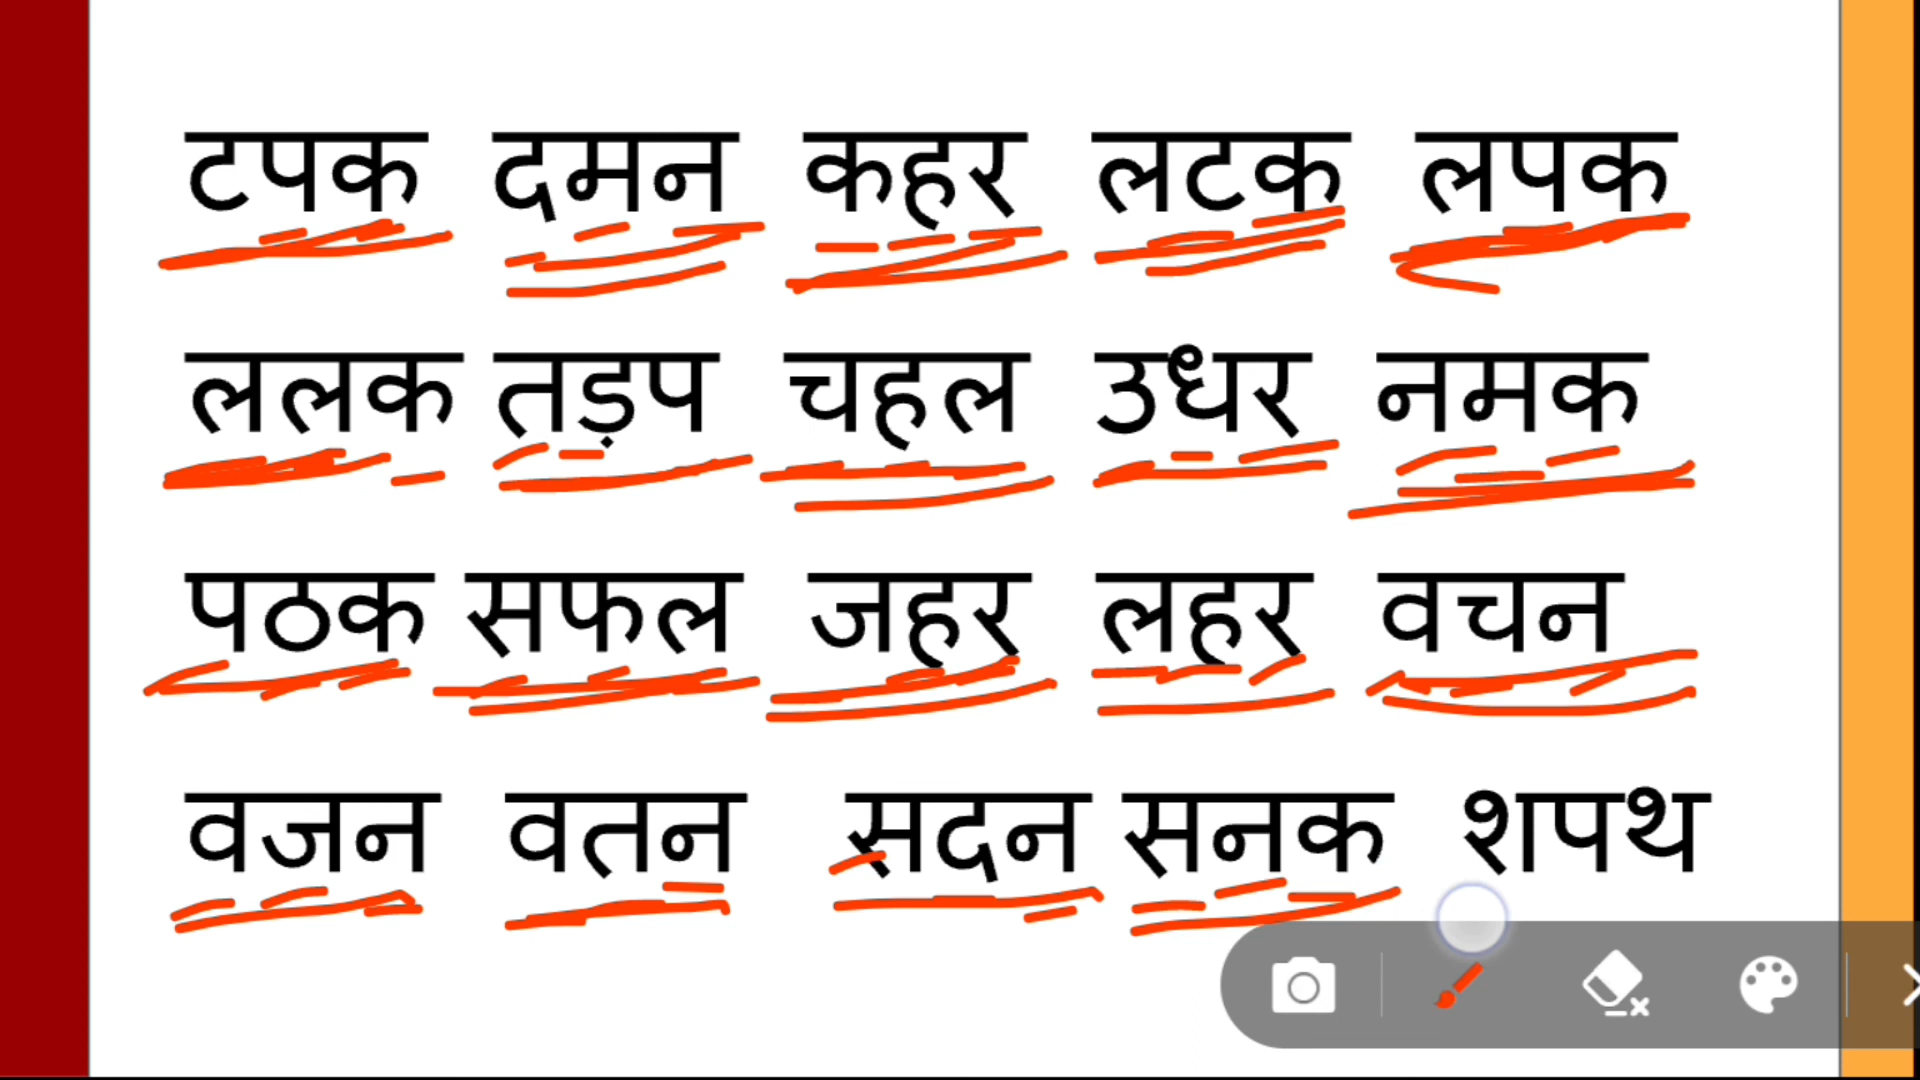 टपक दमन कहर लटक लपक
ललक तड़प चहल उधर नमक
पठक सफल जहर लहर वचन
वजन वतन सदन सनक शपथ